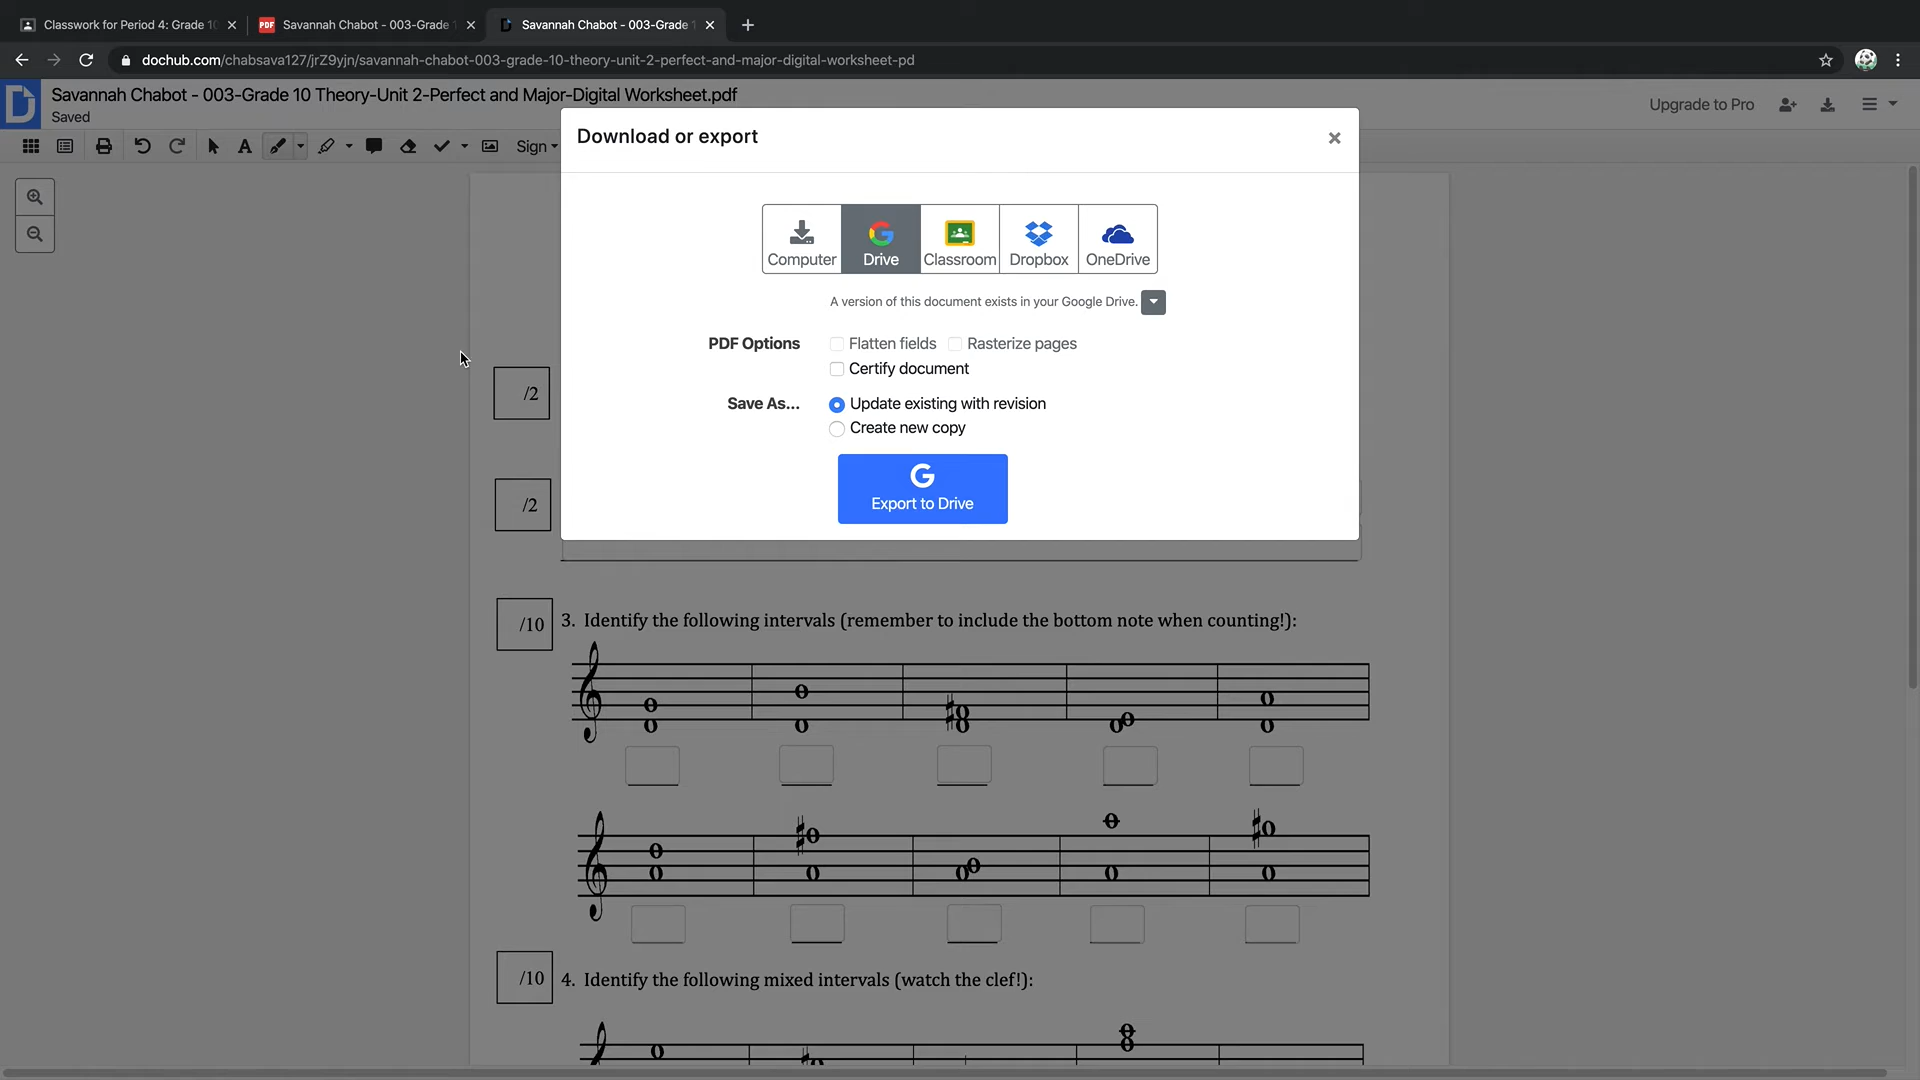 Classwork for Period 4: Grade 10
Savannah Chabot - 003-Grade 1
Savannah Chabot - 003-Grade 1
dochub.com/chabsava127/jrZ9yjn/savannah-chabot-003-grade-10-theory-unit-2-perfect-and-major-digital-worksheet-pd
Savannah Chabot - 003-Grade 10 Theory-Unit 2-Perfect and Major-Digital Worksheet.pdf
Saved
Upgrade to Pro
Sign
Download or export
Computer
Drive
Classroom
Dropbox
OneDrive
A version of this document exists in your Google Drive.
PDF Options
Flatten fields
Rasterize pages
Certify document
Save As...
Update existing with revision
Create new copy
Export to Drive
/2
/2
/10
3. Identify the following intervals (remember to include the bottom note when counting!):
/10
4. Identify the following mixed intervals (watch the clef!):